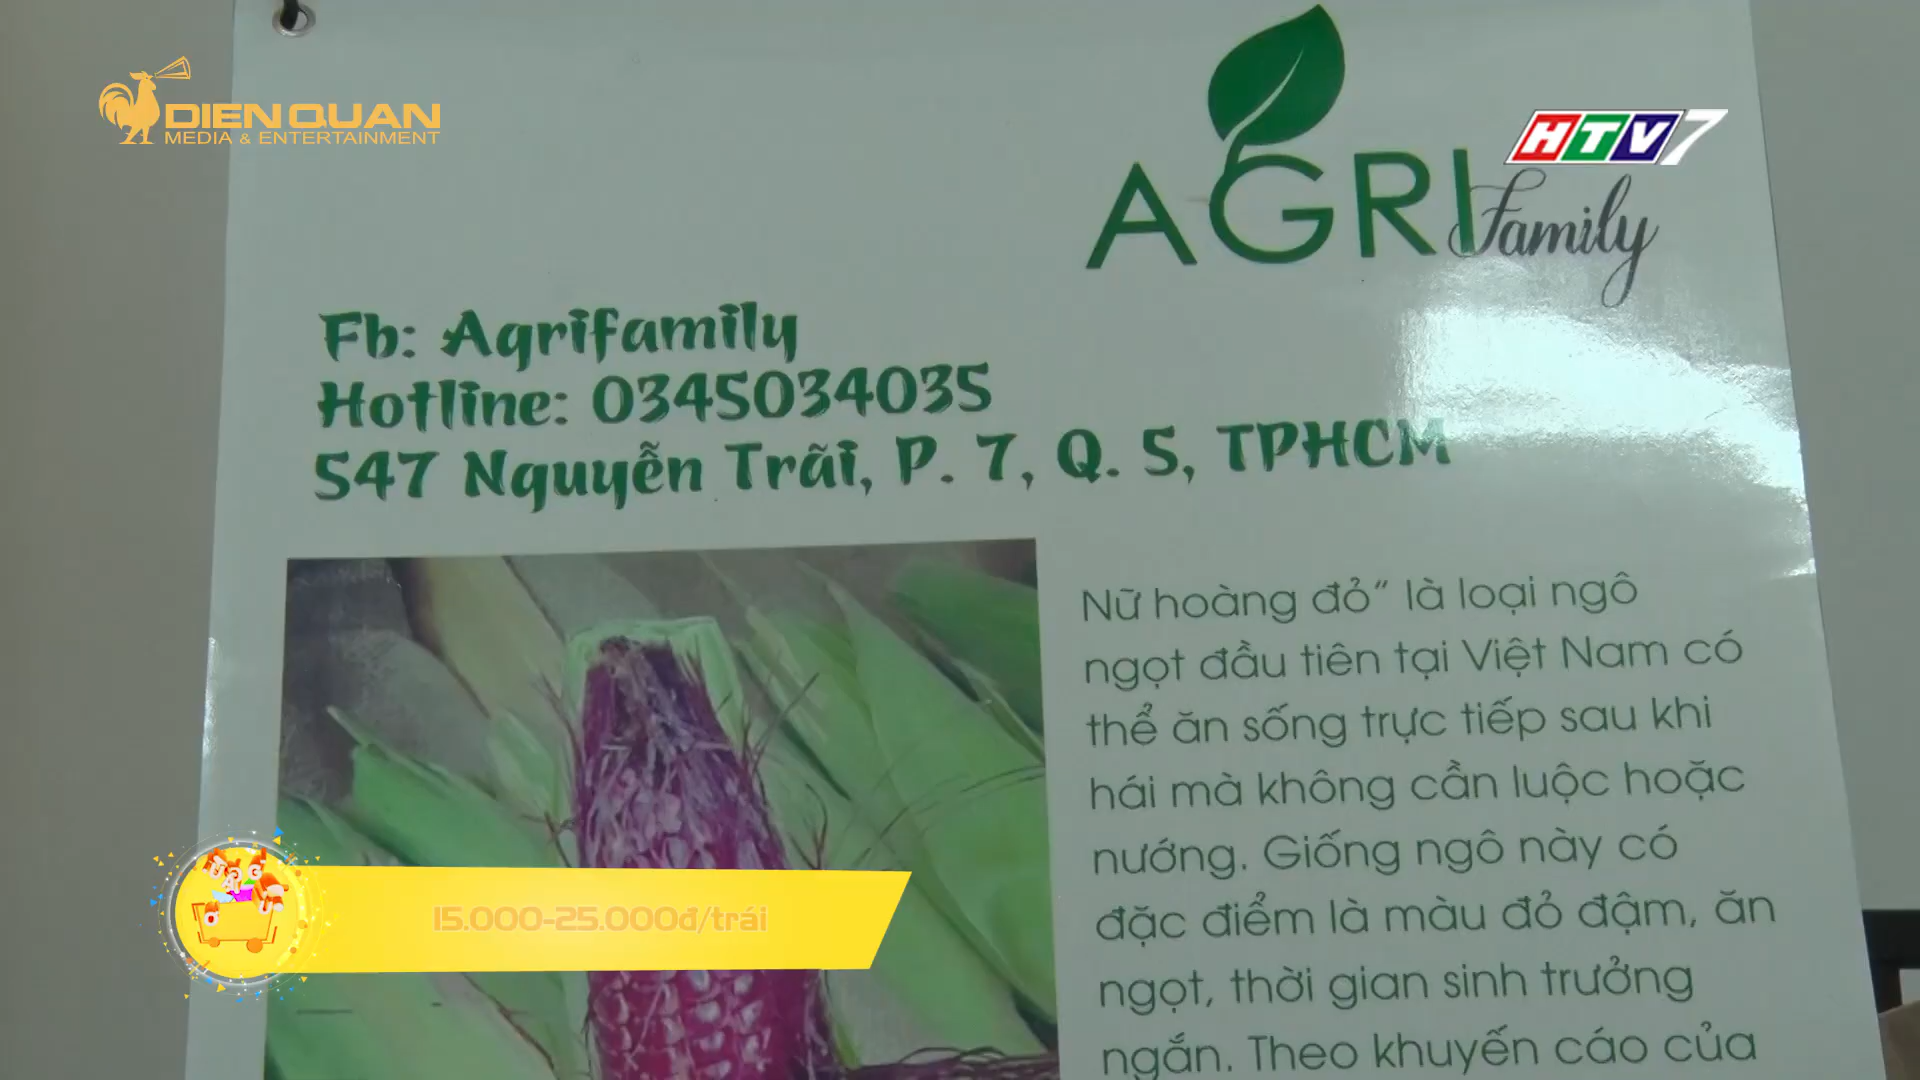 DIEN QUAN
MEDIA & ENTERTAINMENT
HTV7
AGRI Family
Fb: Agrifamily
Hotline: 0345034035
547 Nguyễn Trãi, P. 7, Q. 5, TPHCM
Nữ hoàng đỏ" là loại ngô
ngọt đầu tiên tại Việt Nam có
thể ăn sống trực tiếp sau khi
hái mà không cần luộc hoặc
nướng. Giống ngô này có
đặc điểm là màu đỏ đậm, ăn
ngọt, thời gian sinh trưởng
ngắn. Theo khuyến cáo của
15.000-25.000đ/trái